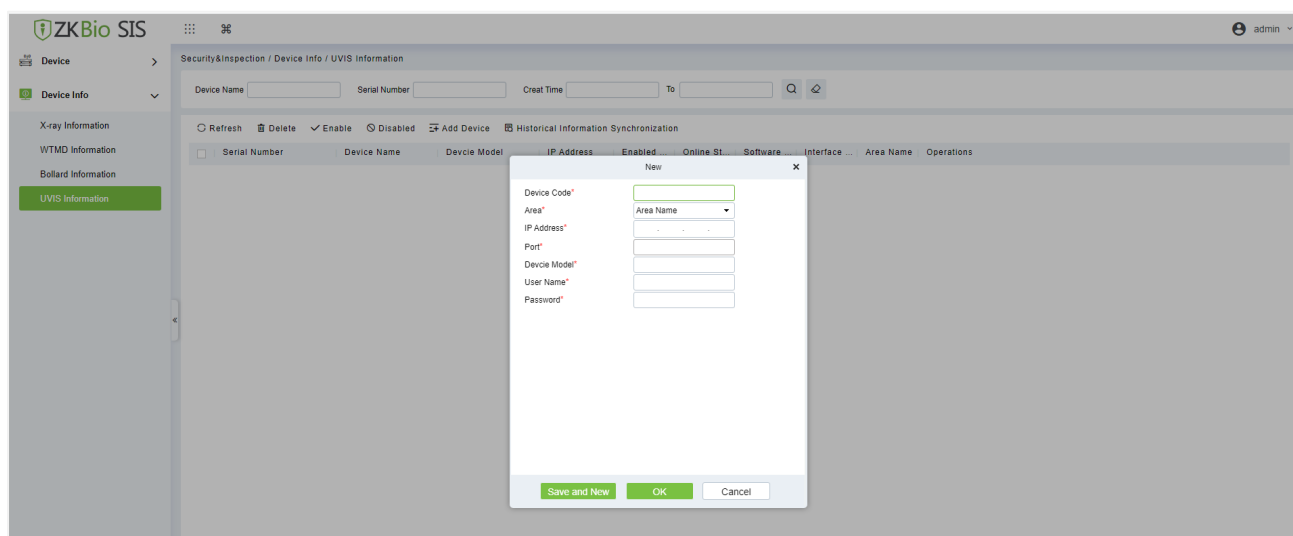 ZKBio SIS
admin
Device
Device Info
X-ray Information
WTMD Information
Bollard Information
UVIS Information
Security&Inspection / Device Info / UVIS Information
Device Name Serial Number Creat Time To
Refresh Delete Enable Disabled Add Device Historical Information Synchronization
Serial Number Device Name Devcie Model IP Address Enabled ... Online St... Software ... Interface ... Area Name Operations
New
Device Code*
Area* Area Name
IP Address* . . .
Port*
Devcie Model*
User Name*
Password*
Save and New OK Cancel